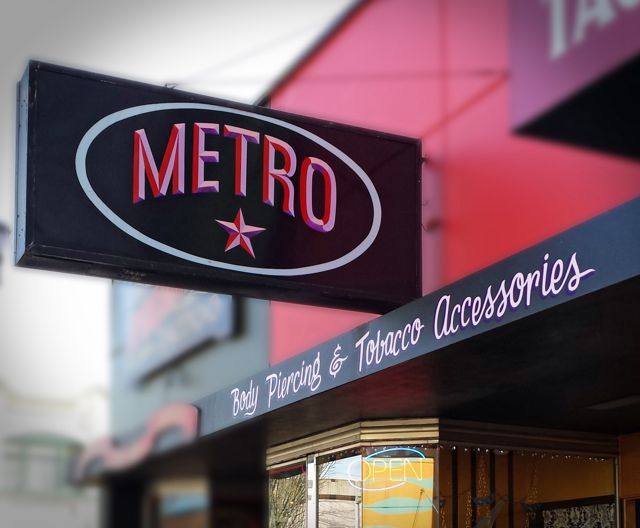 METRO
Body Piercing & Tobacco Accessories
OPEN